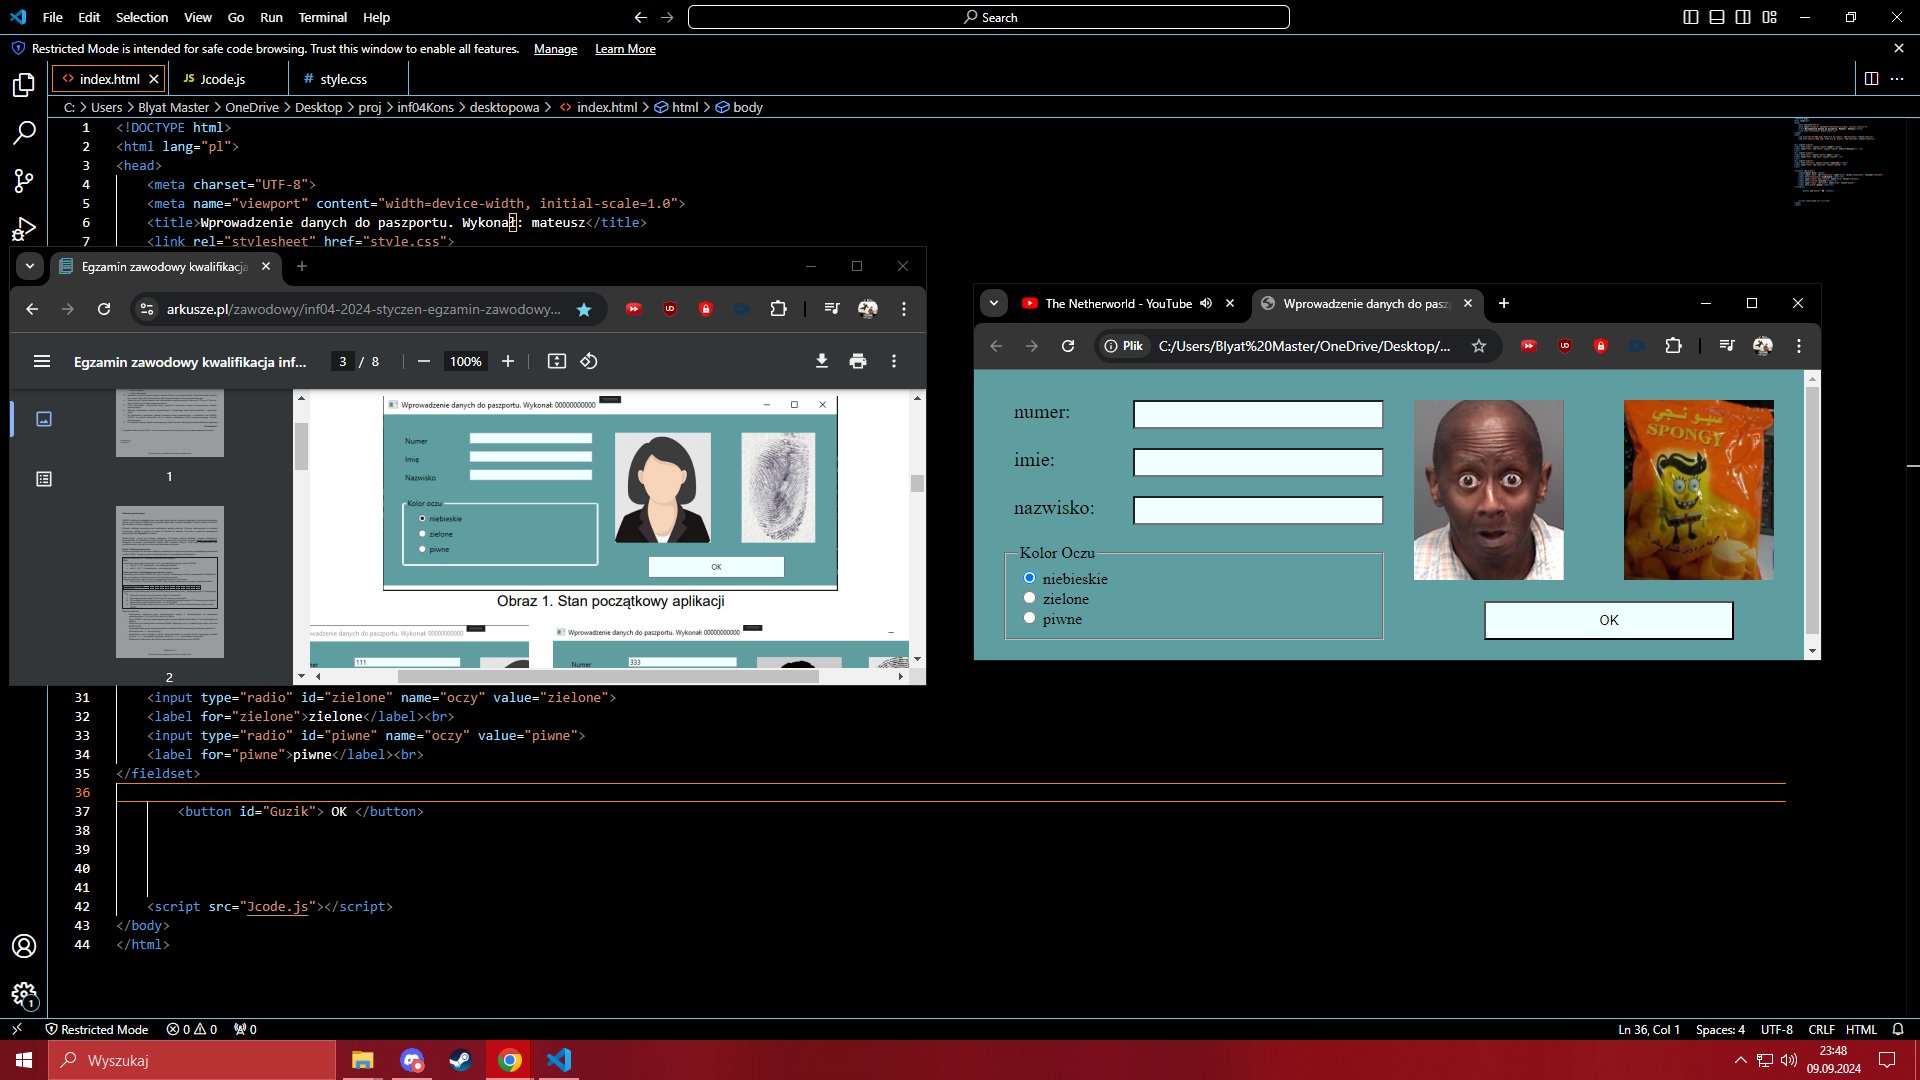 File Edit Selection View Go Run Terminal Help
Search
Restricted Mode is intended for safe code browsing. Trust this window to enable all features. Manage Learn More
index.html
JS Jcode.js
# style.css
C: > Users > Blyat Master > OneDrive > Desktop > proj > inf04Kons > desktopowa > index.html > html > body
1 <!DOCTYPE html>
2 <html lang="pl">
3 <head>
4 <meta charset="UTF-8">
5 <meta name="viewport" content="width=device-width, initial-scale=1.0">
6 <title>Wprowadzenie danych do paszportu. Wykonał: mateusz</title>
7 <link rel="stylesheet" href="style.css">
Egzamin zawodowy kwalifikacja
arkusze.pl/zawodowy/inf04-2024-styczen-egzamin-zawodowy...
Egzamin zawodowy kwalifikacja inf...
3 / 8
100%
1
2
Wprowadzenie danych do paszportu. Wykonał: 00000000000
Numer
Imię
Nazwisko
Kolor oczu
niebieskie
zielone
piwne
OK
Obraz 1. Stan początkowy aplikacji
wadzenie danych do paszportu. Wykonał 00000000000
111
Wprowadzenie danych do paszportu. Wykonał: 00000000000
Numer
333
The Netherworld - YouTube
Wprowadzenie danych do pasz
Plik
C:/Users/Blyat%20Master/OneDrive/Desktop/...
numer:
imie:
nazwisko:
Kolor Oczu
niebieskie
zielone
piwne
سبونجي
SPONGY
OK
31 <input type="radio" id="zielone" name="oczy" value="zielone">
32 <label for="zielone">zielone</label><br>
33 <input type="radio" id="piwne" name="oczy" value="piwne">
34 <label for="piwne">piwne</label><br>
35 </fieldset>
36
37 <button id="Guzik"> OK </button>
38
39
40
41
42 <script src="Jcode.js"></script>
43 </body>
44 </html>
1
Restricted Mode
0
0
0
Ln 36, Col 1
Spaces: 4
UTF-8
CRLF
HTML
Wyszukaj
23:48
09.09.2024